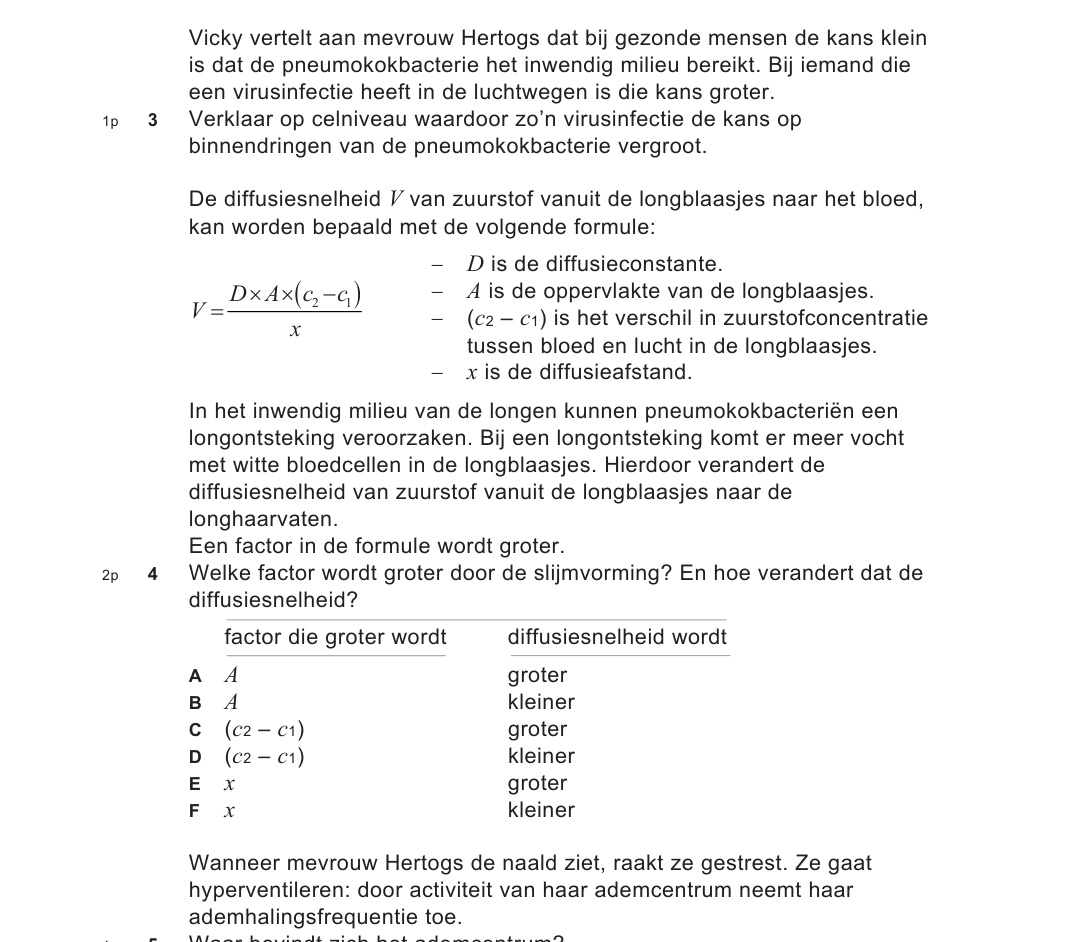 Vicky vertelt aan mevrouw Hertogs dat bij gezonde mensen de kans klein
is dat de pneumokokbacterie het inwendig milieu bereikt. Bij iemand die
een virusinfectie heeft in de luchtwegen is die kans groter.
1p 3 Verklaar op celniveau waardoor zo'n virusinfectie de kans op
binnendringen van de pneumokokbacterie vergroot.
De diffusiesnelheid V van zuurstof vanuit de longblaasjes naar het bloed,
kan worden bepaald met de volgende formule:
V = D×A×(c₂−c₁) / x
– D is de diffusieconstante.
– A is de oppervlakte van de longblaasjes.
– (c2 – c1) is het verschil in zuurstofconcentratie
tussen bloed en lucht in de longblaasjes.
– x is de diffusieafstand.
In het inwendig milieu van de longen kunnen pneumokokbacteriën een
longontsteking veroorzaken. Bij een longontsteking komt er meer vocht
met witte bloedcellen in de longblaasjes. Hierdoor verandert de
diffusiesnelheid van zuurstof vanuit de longblaasjes naar de
longhaarvaten.
Een factor in de formule wordt groter.
2p 4 Welke factor wordt groter door de slijmvorming? En hoe verandert dat de
diffusiesnelheid?
factor die groter wordt diffusiesnelheid wordt
A A groter
B A kleiner
C (c2 – c1) groter
D (c2 – c1) kleiner
E x groter
F x kleiner
Wanneer mevrouw Hertogs de naald ziet, raakt ze gestrest. Ze gaat
hyperventileren: door activiteit van haar ademcentrum neemt haar
ademhalingsfrequentie toe.
5 Waar bevindt zich het ademcentrum?